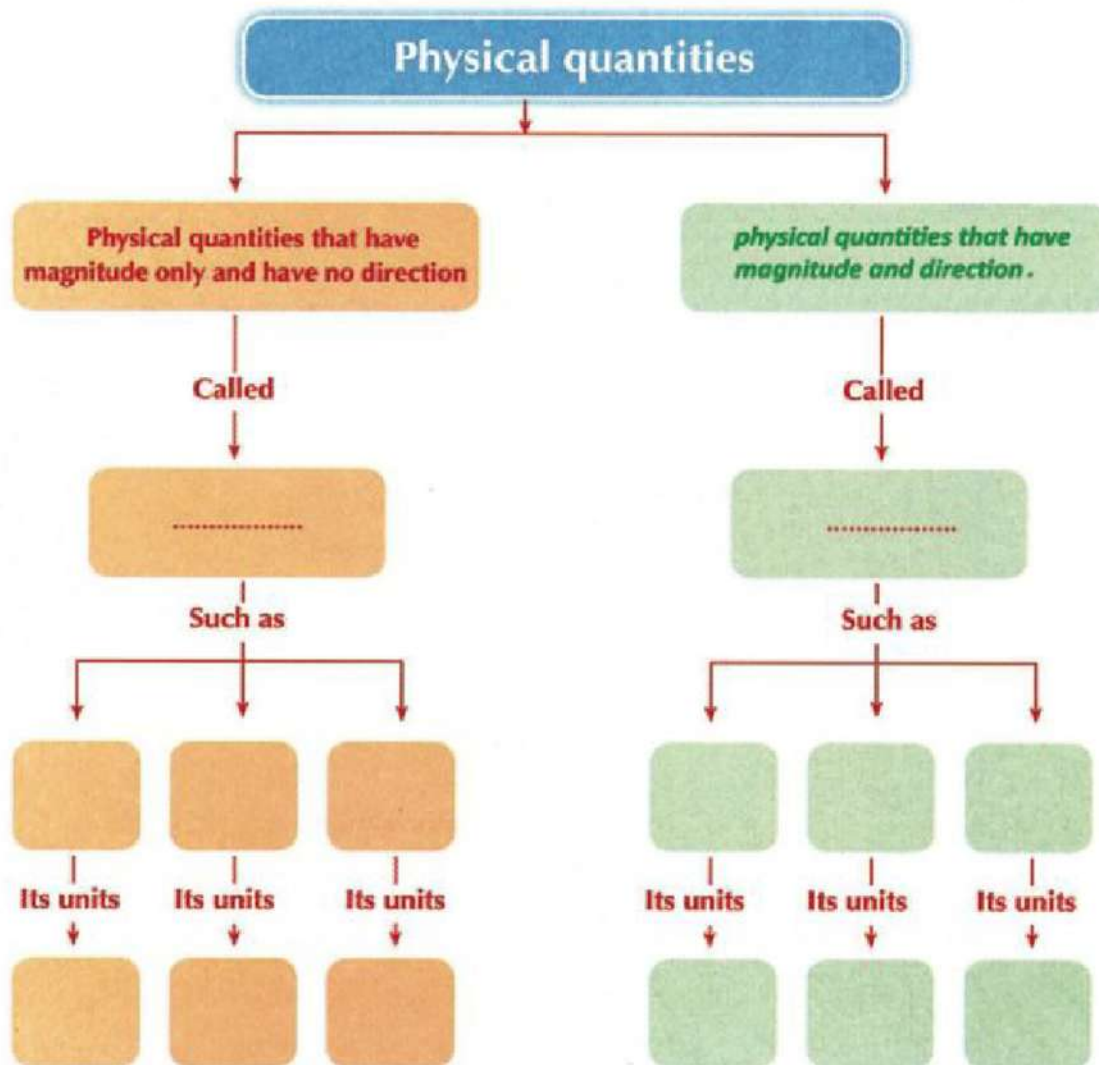 Physical quantities
Physical quantities that have
magnitude only and have no direction
physical quantities that have
magnitude and direction .
Called
Called
..................
..................
Such as
Such as
Its units
Its units
Its units
Its units
Its units
Its units